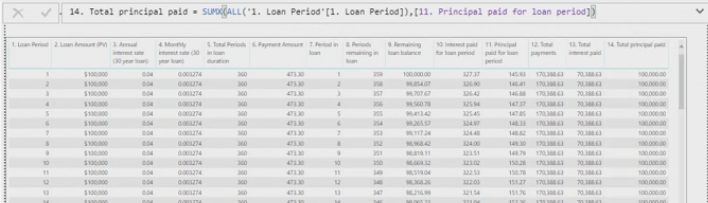 14. Total principal paid = SUMX(ALL('1. Loan Period'[1. Loan Period]),[11. Principal paid for loan period])
1. Loan Period 2. Loan Amount (PV) 3. Annual interest rate (30 year loan) 4. Monthly interest rate (30 year loan) 5. Total Periods in loan duration 6. Payment Amount 7. Period in loan 8. Periods remaining in loan 9. Remaining loan balance 10. Interest paid for loan period 11. Principal paid for loan period 12. Total payments 13. Total interest paid 14. Total principal paid
1 $100,000 0.04 0.003274 360 473.30 1 359 100,000.00 327.37 145.93 170,388.63 70,388.63 100,000.00
2 $100,000 0.04 0.003274 360 473.30 2 358 99,854.07 326.90 146.41 170,388.63 70,388.63 100,000.00
3 $100,000 0.04 0.003274 360 473.30 3 357 99,707.67 326.42 146.88 170,388.63 70,388.63 100,000.00
4 $100,000 0.04 0.003274 360 473.30 4 356 99,560.78 325.94 147.37 170,388.63 70,388.63 100,000.00
5 $100,000 0.04 0.003274 360 473.30 5 355 99,413.42 325.45 147.85 170,388.63 70,388.63 100,000.00
6 $100,000 0.04 0.003274 360 473.30 6 354 99,265.57 324.97 148.33 170,388.63 70,388.63 100,000.00
7 $100,000 0.04 0.003274 360 473.30 7 353 99,117.24 324.48 148.82 170,388.63 70,388.63 100,000.00
8 $100,000 0.04 0.003274 360 473.30 8 352 98,968.42 324.00 149.30 170,388.63 70,388.63 100,000.00
9 $100,000 0.04 0.003274 360 473.30 9 351 98,819.11 323.51 149.79 170,388.63 70,388.63 100,000.00
10 $100,000 0.04 0.003274 360 473.30 10 350 98,669.32 323.02 150.28 170,388.63 70,388.63 100,000.00
11 $100,000 0.04 0.003274 360 473.30 11 349 98,519.04 322.53 150.78 170,388.63 70,388.63 100,000.00
12 $100,000 0.04 0.003274 360 473.30 12 348 98,368.26 322.03 151.27 170,388.63 70,388.63 100,000.00
13 $100,000 0.04 0.003274 360 473.30 13 347 98,216.99 321.54 151.76 170,388.63 70,388.63 100,000.00